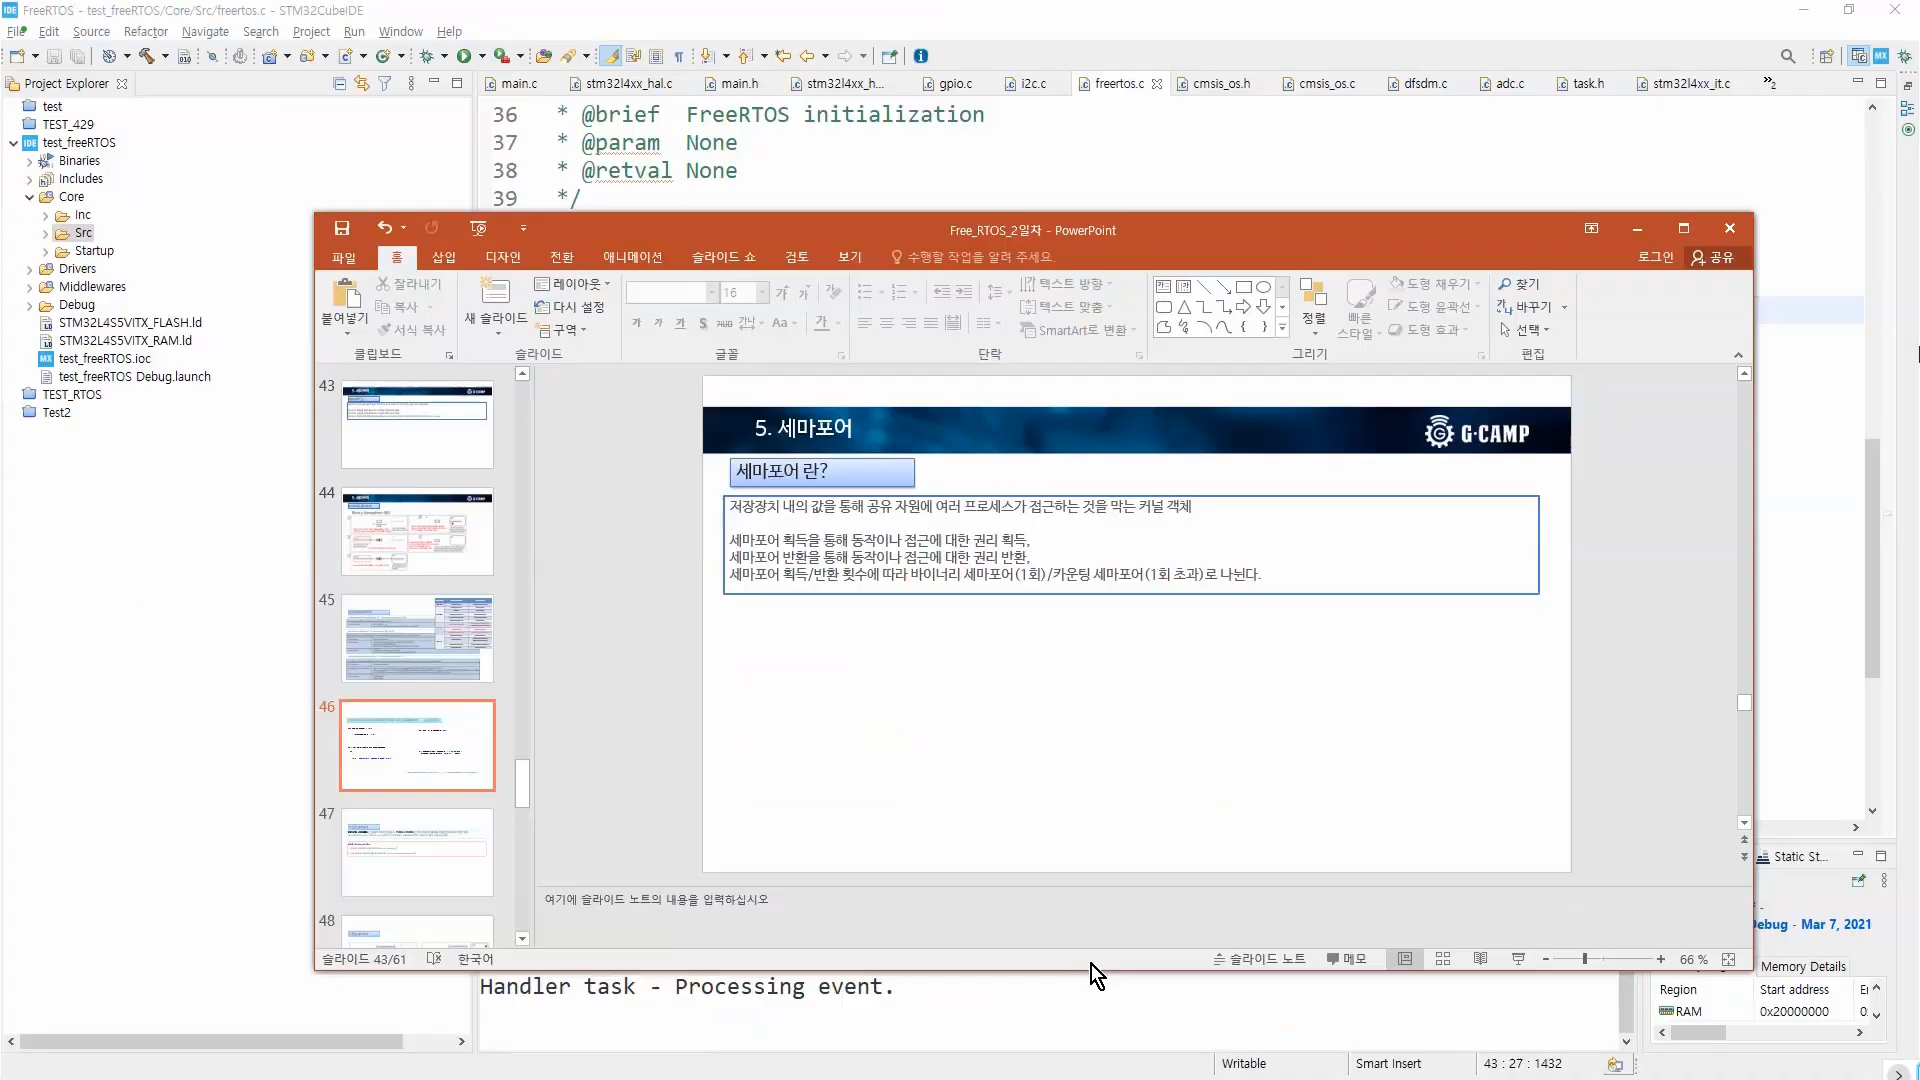 FreeRTOS - test_freeRTOS/Core/Src/freertos.c - STM32CubeIDE
File Edit Source Refactor Navigate Search Project Run Window Help
Project Explorer
test
TEST_429
test_freeRTOS
Binaries
Includes
Core
Inc
Src
Startup
Drivers
Middlewares
Debug
STM32L4S5VITX_FLASH.ld
STM32L4S5VITX_RAM.ld
test_freeRTOS.ioc
test_freeRTOS Debug.launch
TEST_RTOS
Test2
main.c stm32l4xx_hal.c main.h stm32l4xx_h... gpio.c i2c.c freertos.c cmsis_os.h cmsis_os.c dfsdm.c adc.c task.h stm32l4xx_it.c »2
36 * @brief FreeRTOS initialization
37 * @param None
38 * @retval None
39 */
Free_RTOS_2일차 - PowerPoint
파일 홈 삽입 디자인 전환 애니메이션 슬라이드 쇼 검토 보기 수행할 작업을 알려 주세요. 로그인 공유
붙여넣기 잘라내기 복사 서식 복사 클립보드
새 슬라이드 레이아웃 다시 설정 구역 슬라이드
16 글꼴
텍스트 방향 텍스트 맞춤 SmartArt로 변환 단락
정렬 빠른 스타일 도형 채우기 도형 윤곽선 도형 효과 그리기
찾기 바꾸기 선택 편집
43
44
45
46
47
48
5. 세마포어
G·CAMP
세마포어 란?
저장장치 내의 값을 통해 공유 자원에 여러 프로세스가 접근하는 것을 막는 커널 객체
세마포어 획득을 통해 동작이나 접근에 대한 권리 획득,
세마포어 반환을 통해 동작이나 접근에 대한 권리 반환,
세마포어 획득/반환 횟수에 따라 바이너리 세마포어(1회)/카운팅 세마포어(1회 초과)로 나뉜다.
여기에 슬라이드 노트의 내용을 입력하십시오
슬라이드 43/61 한국어 슬라이드 노트 메모 66 %
Static St...
Debug - Mar 7, 2021
Memory Details
Region Start address
RAM 0x20000000
Handler task - Processing event.
Writable Smart Insert 43 : 27 : 1432